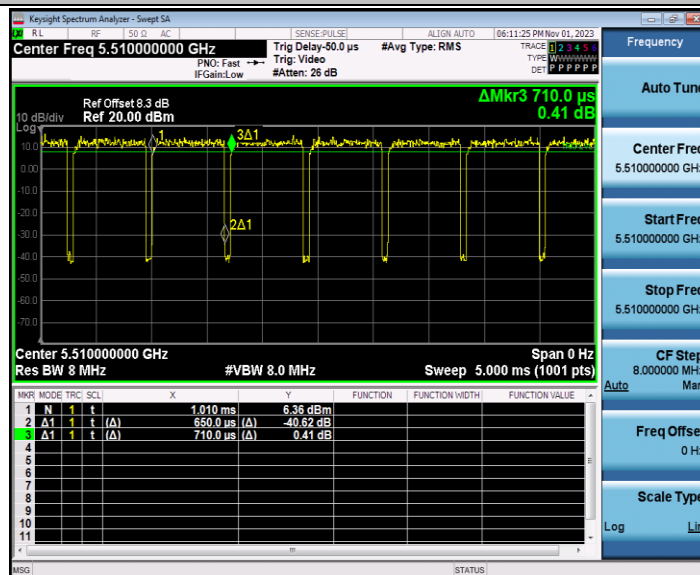 Keysight Spectrum Analyzer - Swept SA
RL RF 50 Ω AC SENSE:PULSE ALIGN AUTO 06:11:25 PM Nov 01, 2023
Center Freq 5.510000000 GHz
PNO: Fast
IFGain:Low
Trig Delay-50.0 µs
Trig: Video
#Atten: 26 dB
#Avg Type: RMS
TRACE 1 2 3 4 5 6
TYPE WWWWWW
DET P P P P P P
Ref Offset 8.3 dB
10 dB/div Ref 20.00 dBm
Log
ΔMkr3 710.0 µs
0.41 dB
1
3Δ1
2Δ1
10.0
0.00
-10.0
-20.0
-30.0
-40.0
-50.0
-60.0
-70.0
Center 5.510000000 GHz Span 0 Hz
Res BW 8 MHz #VBW 8.0 MHz Sweep 5.000 ms (1001 pts)
MKR MODE TRC SCL X Y FUNCTION FUNCTION WIDTH FUNCTION VALUE
1 N 1 t 1.010 ms 6.36 dBm
2 Δ1 1 t (Δ) 650.0 µs (Δ) -40.62 dB
3 Δ1 1 t (Δ) 710.0 µs (Δ) 0.41 dB
4
5
6
7
8
9
10
11
MSG STATUS
Frequency
Auto Tune
Center Freq
5.510000000 GHz
Start Freq
5.510000000 GHz
Stop Freq
5.510000000 GHz
CF Step
8.000000 MHz
Auto Man
Freq Offset
0 Hz
Scale Type
Log Lin